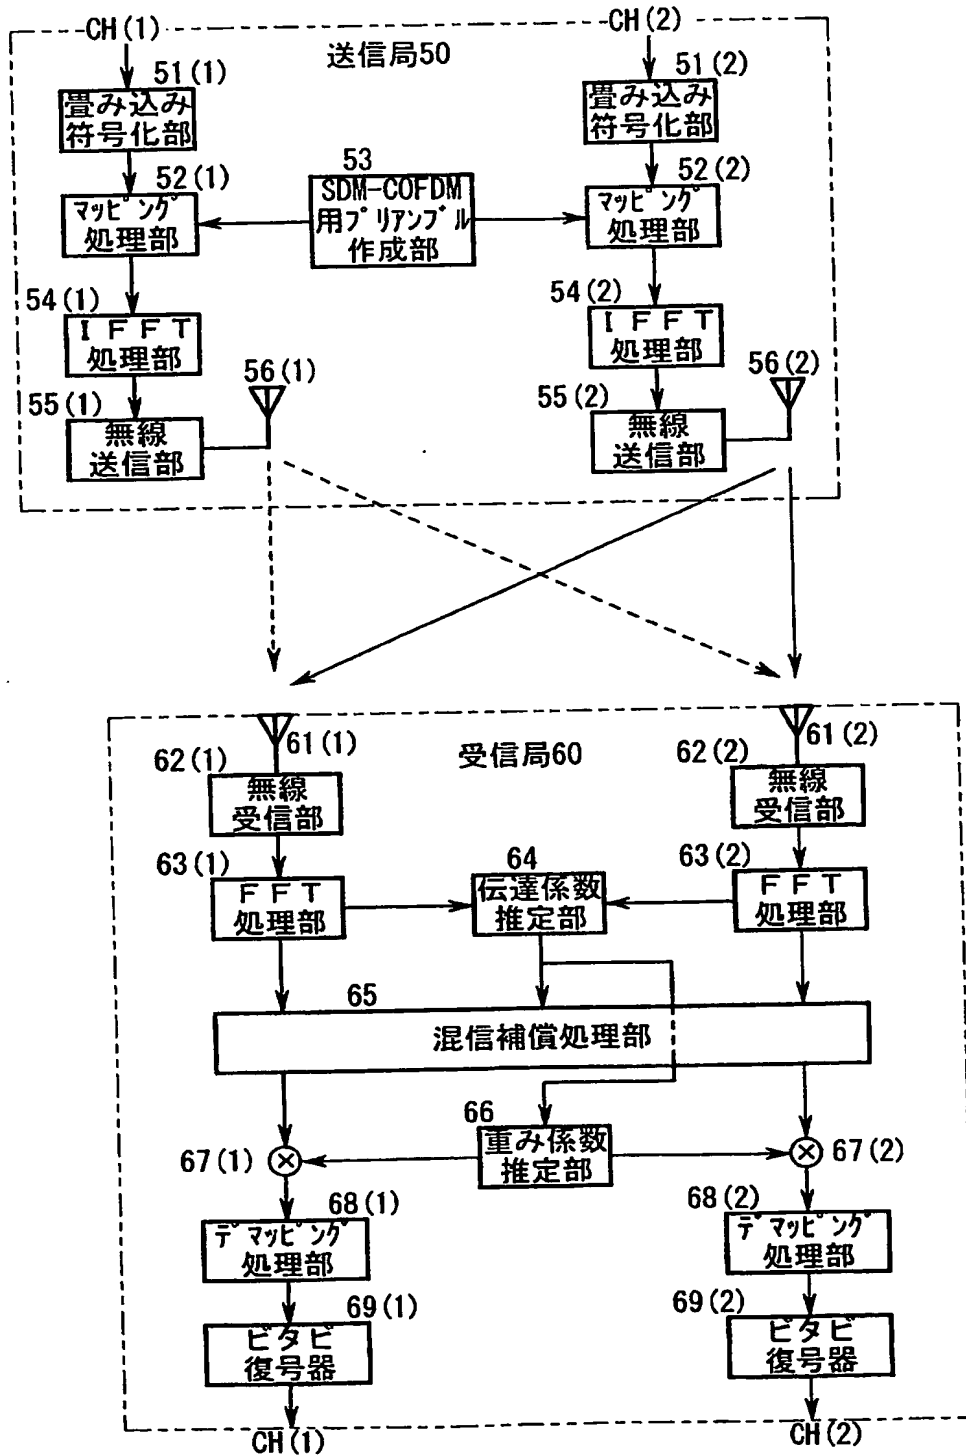 CH(1)
CH(2)
送信局50
51(1)
畳み込み
符号化部
51(2)
畳み込み
符号化部
52(1)
マッピング
処理部
53
SDM-COFDM
用プリアンブル
作成部
52(2)
マッピング
処理部
54(1)
IFFT
処理部
54(2)
IFFT
処理部
55(1)
無線
送信部
56(1)
55(2)
無線
送信部
56(2)
61(1)
受信局60
61(2)
62(1)
無線
受信部
62(2)
無線
受信部
63(1)
FFT
処理部
64
伝達係数
推定部
63(2)
FFT
処理部
65
混信補償処理部
66
重み係数
推定部
67(1)
67(2)
68(1)
デマッピング
処理部
68(2)
デマッピング
処理部
69(1)
ビタビ
復号器
69(2)
ビタビ
復号器
CH(1)
CH(2)